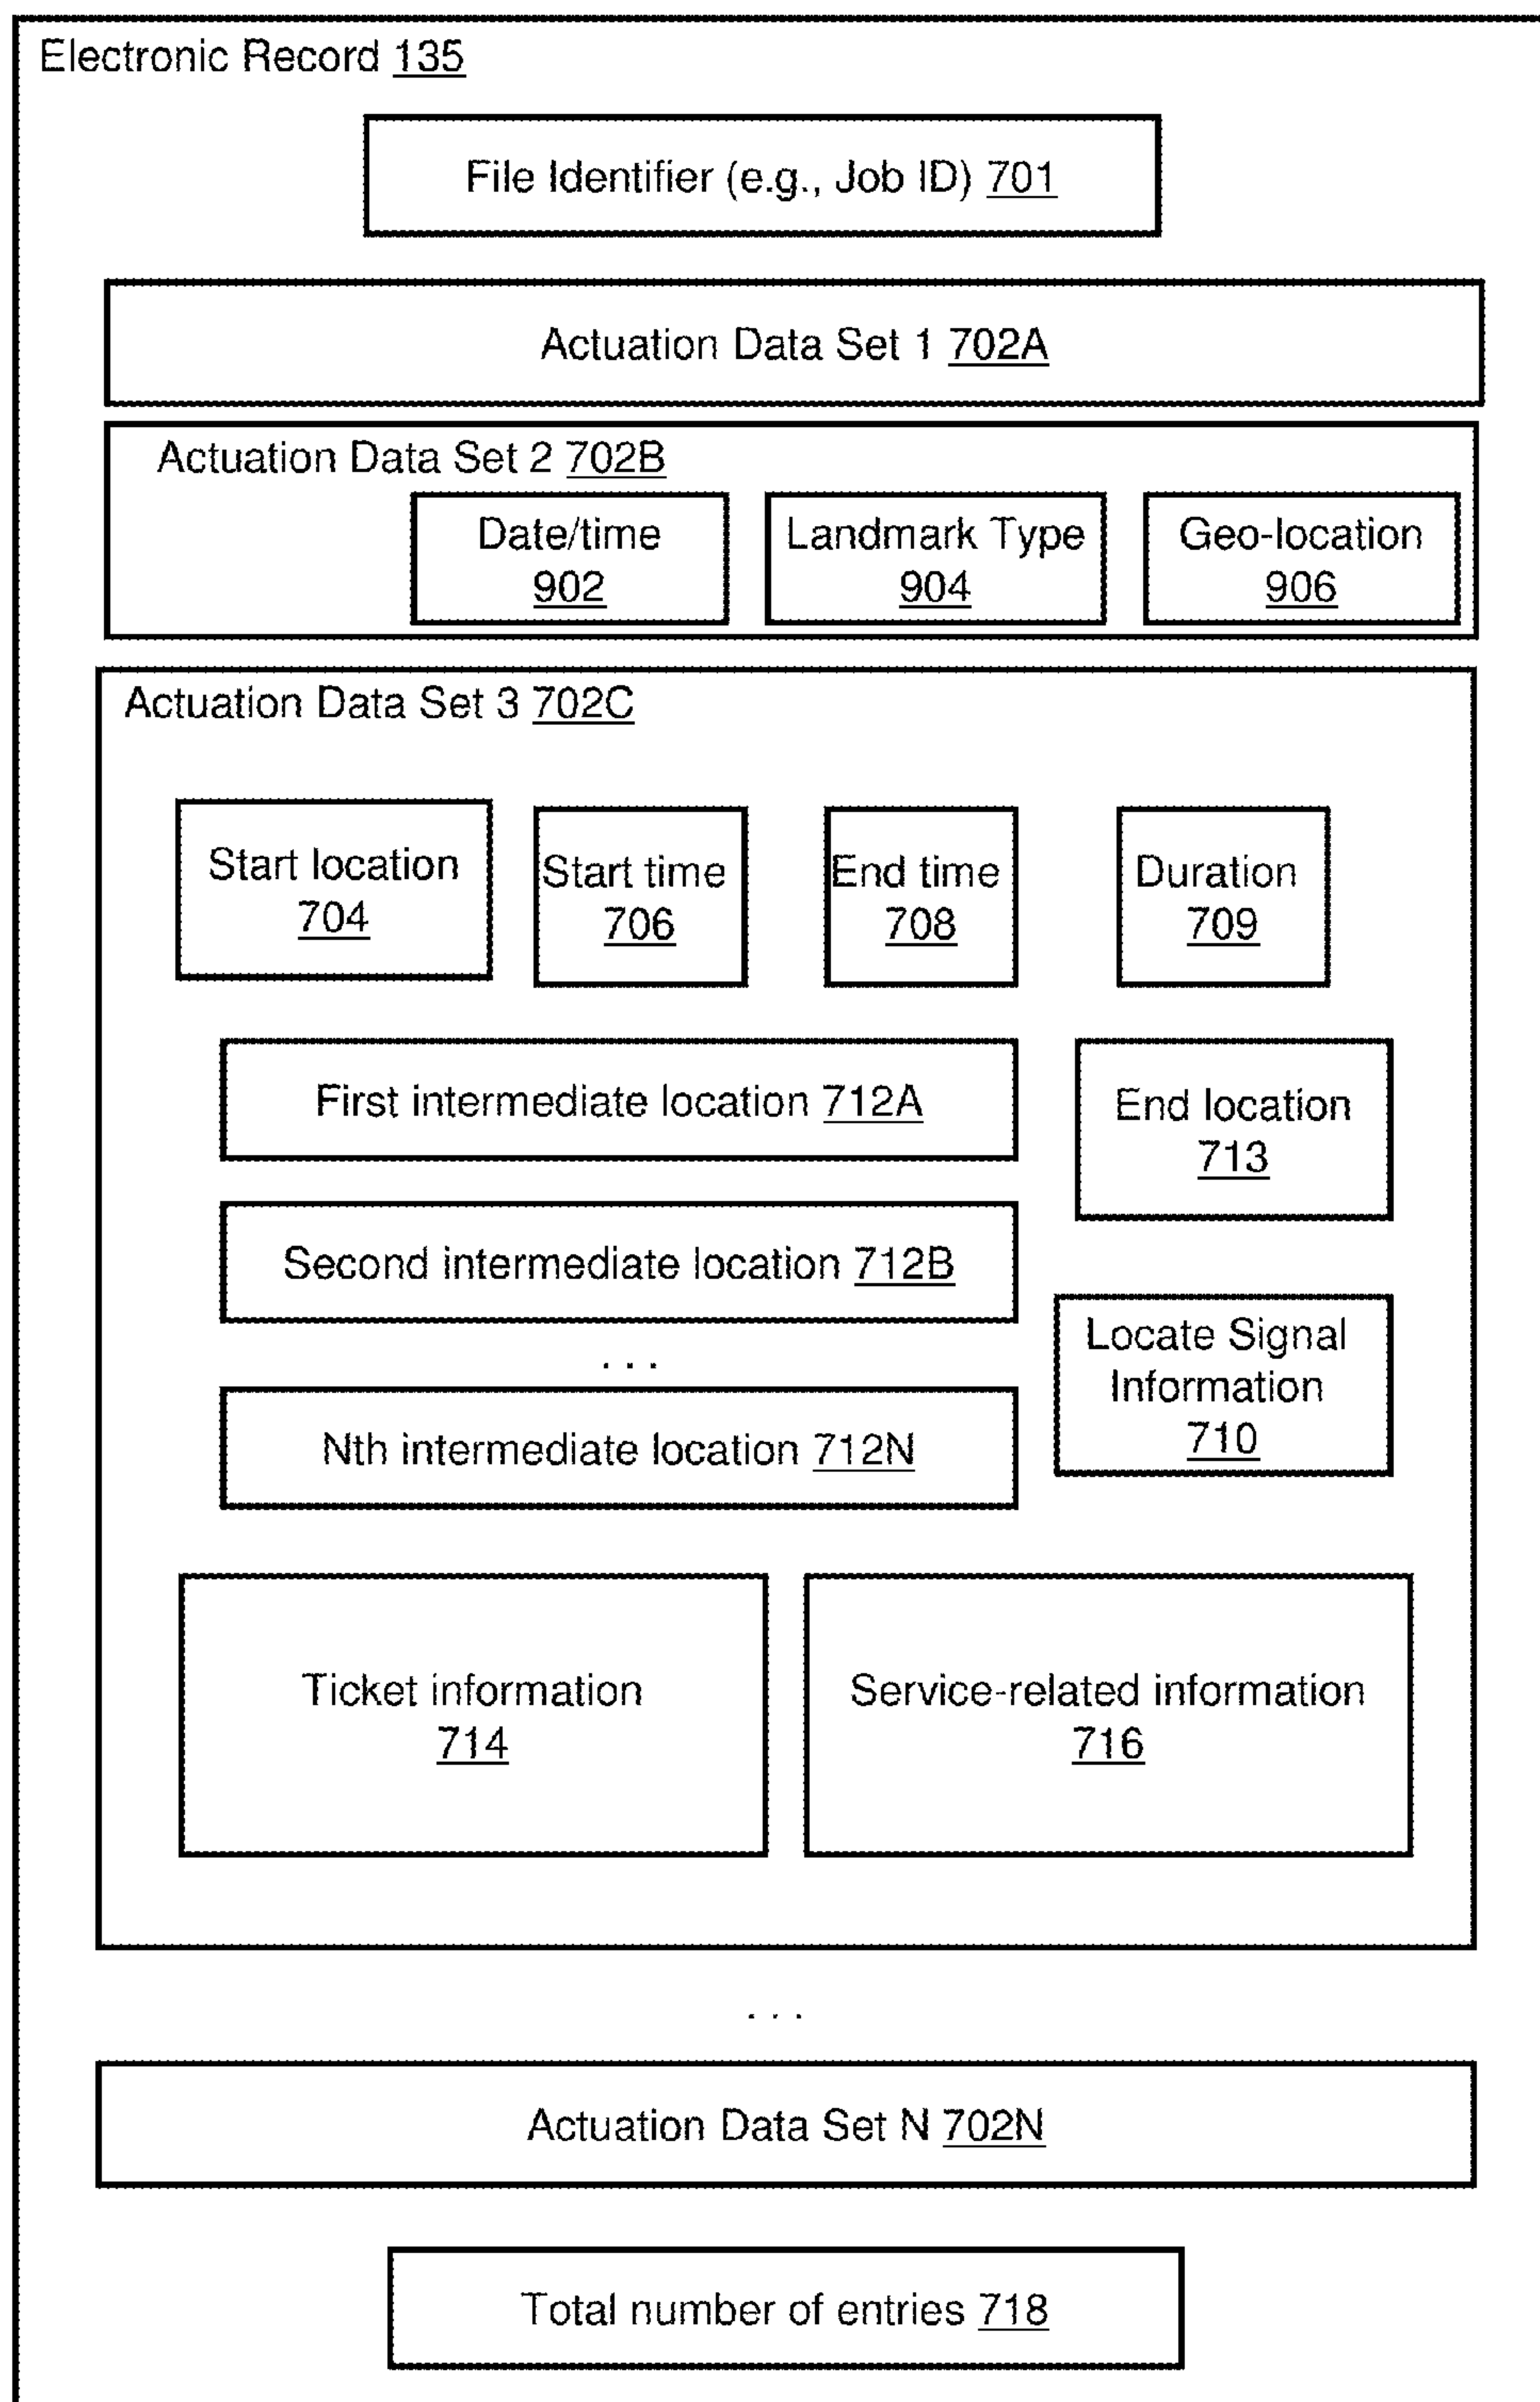 Electronic Record 135
File Identifier (e.g., Job ID) 701
Actuation Data Set 1 702A
Actuation Data Set 2 702B
Date/time
902
Landmark Type
904
Geo-location
906
Actuation Data Set 3 702C
Start location
704
Start time
706
End time
708
Duration
709
First intermediate location 712A
End location
713
Second intermediate location 712B
. . .
Locate Signal
Information
710
Nth intermediate location 712N
Ticket information
714
Service-related information
716
. . .
Actuation Data Set N 702N
Total number of entries 718